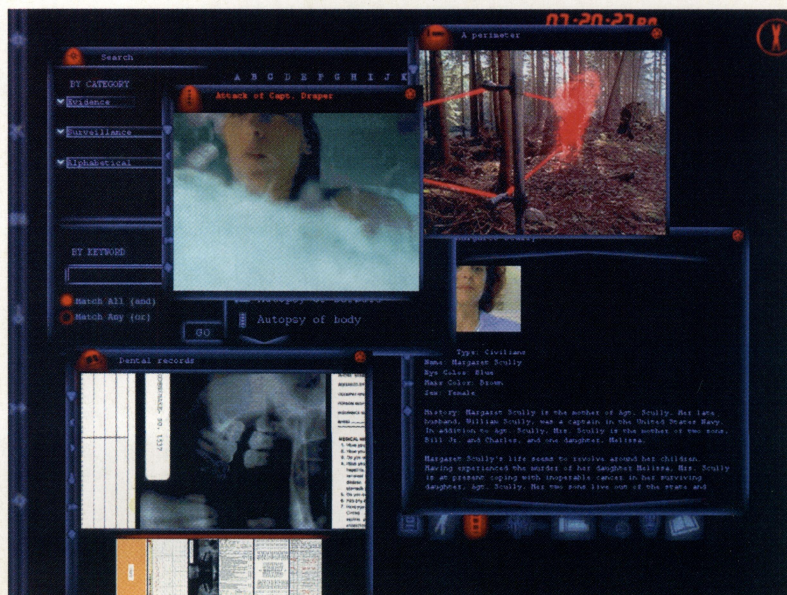 07:20:27PM
Search
A perimeter
A B C D E F G H I J K
BY CATEGORY
Attack of Capt. Draper
Evidence
Surveillance
Alphabetical
BY KEYWORD
Margaret Scully
Match All (and)
Match Any (or)
GO
Autopsy of
Autopsy of body
Dental records
Type: Civilians
Name: Margaret Scully
Eye Color: Blue
Hair Color: Brown
Sex: Female
History: Margaret Scully is the mother of Agt. Scully. Her late
husband, William Scully, was a captain in the United States Navy.
In addition to Agt. Scully, Mrs. Scully is the mother of two sons,
Bill Jr. and Charles, and one daughter, Melissa.
Margaret Scully's life seems to revolve around her children.
Having experienced the murder of her daughter Melissa, Mrs. Scully
is at present coping with inoperable cancer in her surviving
daughter, Agt. Scully. Her two sons live out of the state and